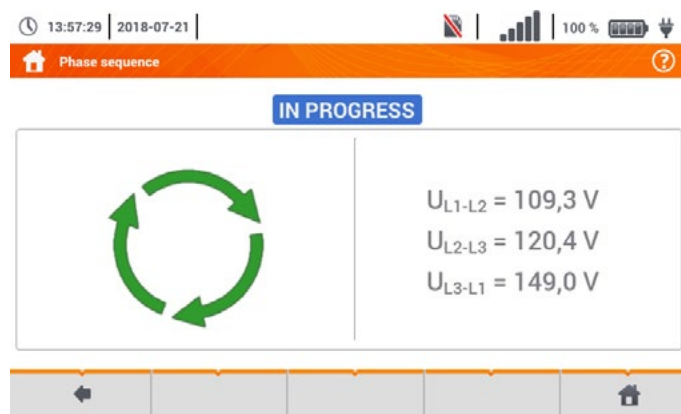 13:57:29 2018-07-21 100 %
Phase sequence ?
IN PROGRESS
UL1-L2 = 109,3 V
UL2-L3 = 120,4 V
UL3-L1 = 149,0 V